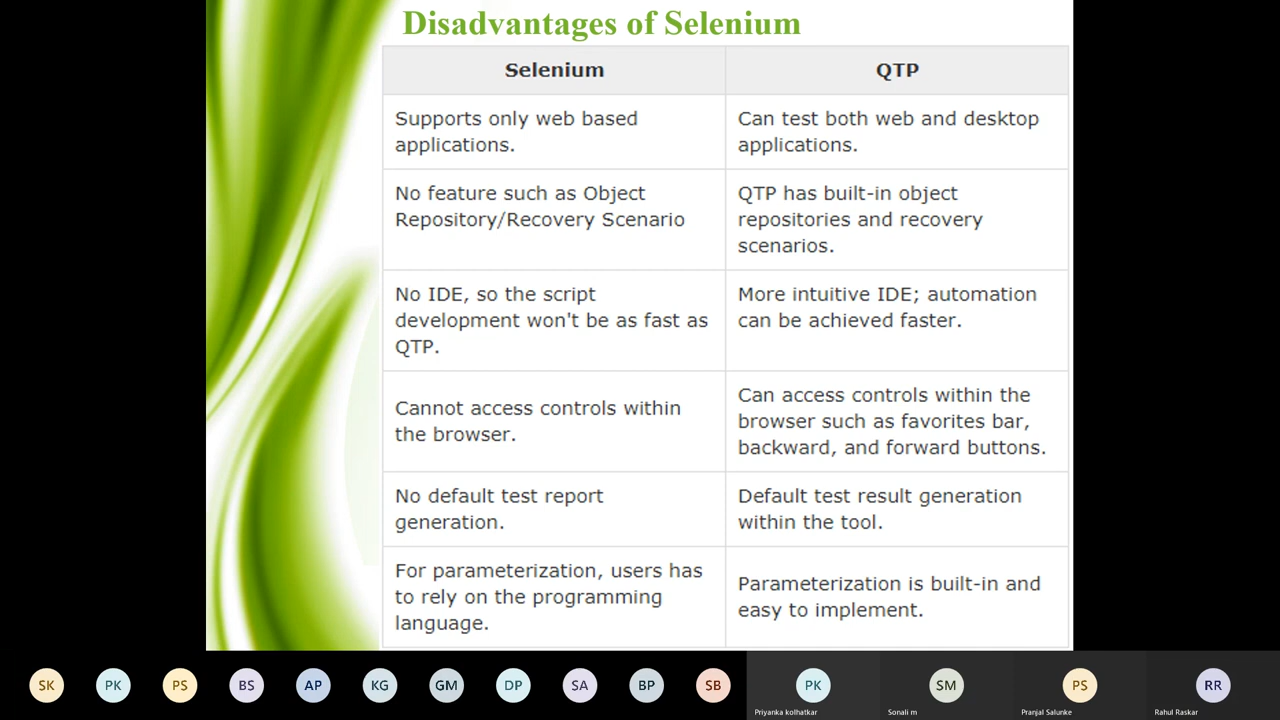 Disadvantages of Selenium
Selenium
QTP
Supports only web based
applications.
Can test both web and desktop
applications.
No feature such as Object
Repository/Recovery Scenario
QTP has built-in object
repositories and recovery
scenarios.
No IDE, so the script
development won't be as fast as
QTP.
More intuitive IDE; automation
can be achieved faster.
Cannot access controls within
the browser.
Can access controls within the
browser such as favorites bar,
backward, and forward buttons.
No default test report
generation.
Default test result generation
within the tool.
For parameterization, users has
to rely on the programming
language.
Parameterization is built-in and
easy to implement.
SK PK PS BS AP KG GM DP SA BP SB PK SM PS RR
Priyanka kolhatkar Sonali m Pranjal Salunke Rahul Raskar